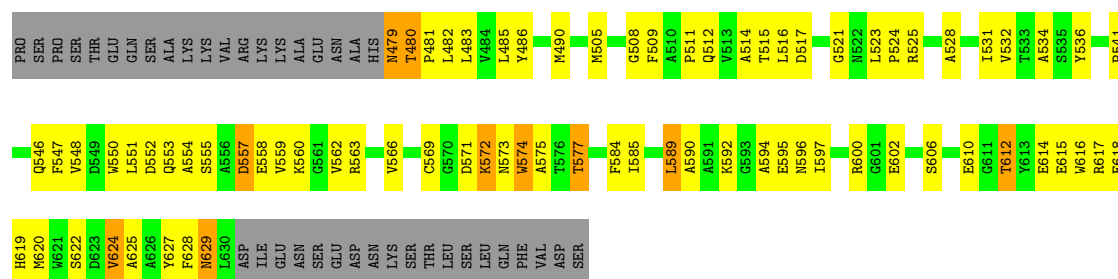 PRO SER PRO SER THR GLU GLN SER ALA LYS LYS VAL ARG LYS LYS ALA GLU ASN ALA HIS N479 T480 P481 L482 L483 V484 L485 Y486 M490 M505 G508 F509 A510 P511 Q512 V513 A514 T515 L516 D517 G521 N522 L523 P524 R525 A528 I531 V532 T533 A534 S535 Y536
Q546 F547 V548 D549 W550 L551 D552 Q553 A554 S555 A556 D557 E558 V559 K560 G561 V562 R563 V566 C569 G570 D571 K572 N573 W574 A575 T576 T577 F584 I585 L589 A590 A591 K592 G593 A594 E595 N596 I597 R600 G601 E602 S606 E610 G611 T612 Y613 E614 E615 W616 R617
H619 M620 W621 S622 D623 V624 A625 A626 Y627 F628 N629 L630 ASP ILE GLU ASN SER GLU ASP ASN LYS SER THR LEU SER LEU GLN PHE VAL ASP SER